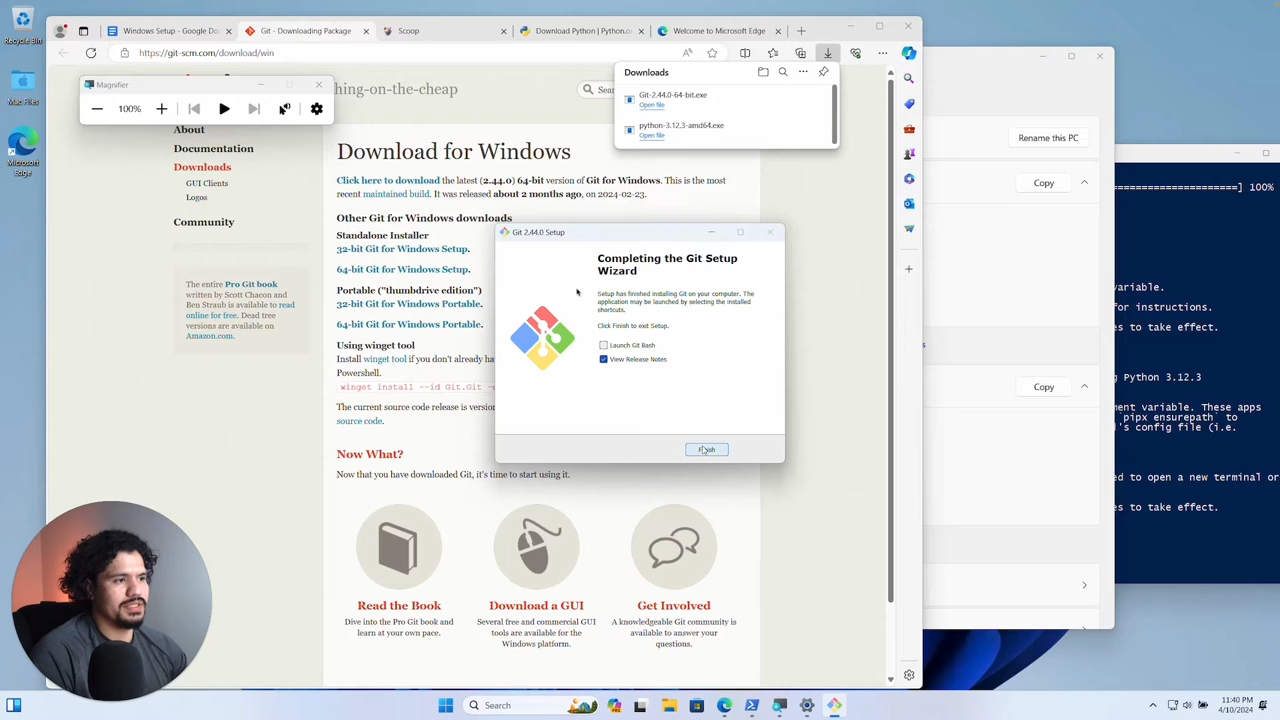 Recycle Bin
Mac Files
Microsoft
Edge
Windows Setup - Google Do
Git - Downloading Package
Scoop
Download Python | Python.or
Welcome to Microsoft Edge
https://git-scm.com/download/win
Magnifier
100%
hing-on-the-cheap
Downloads
Git-2.44.0-64-bit.exe
Open file
python-3.12.3-amd64.exe
Open file
About
Documentation
Downloads
GUI Clients
Logos
Community
The entire Pro Git book
written by Scott Chacon and
Ben Straub is available to read
online for free. Dead tree
versions are available on
Amazon.com.
Download for Windows
Click here to download the latest (2.44.0) 64-bit version of Git for Windows. This is the most
recent maintained build. It was released about 2 months ago, on 2024-02-23.
Other Git for Windows downloads
Standalone Installer
32-bit Git for Windows Setup.
64-bit Git for Windows Setup.
Portable ("thumbdrive edition")
32-bit Git for Windows Portable.
64-bit Git for Windows Portable.
Using winget tool
Install winget tool if you don't already ha
Powershell.
winget install --id Git.Git -
The current source code release is version
source code.
Now What?
Now that you have downloaded Git, it's time to start using it.
Read the Book
Dive into the Pro Git book and
learn at your own pace.
Download a GUI
Several free and commercial GUI
tools are available for the
Windows platform.
Get Involved
A knowledgeable Git community is
available to answer your
questions.
Git 2.44.0 Setup
Completing the Git Setup
Wizard
Setup has finished installing Git on your computer. The
application may be launched by selecting the installed
shortcuts.
Click Finish to exit Setup.
Launch Git Bash
View Release Notes
Finish
Rename this PC
Copy
Copy
====================] 100%
variable.
r instructions.
es to take effect.
g Python 3.12.3
ment variable. These apps
pipx ensurepath` to
's config file (i.e.
eed to open a new terminal or
es to take effect.
Search
11:40 PM
4/10/2024